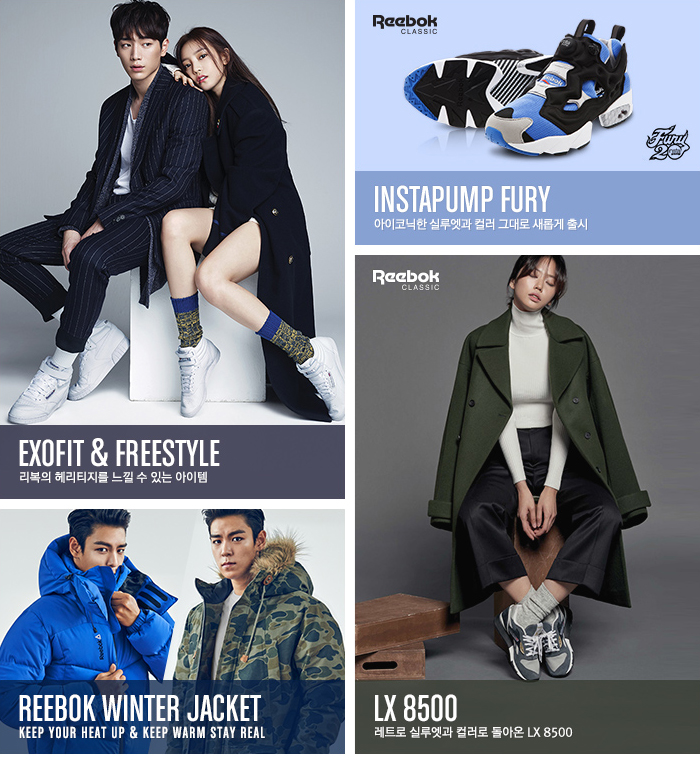 EXOFIT & FREESTYLE
리복의 헤리티지를 느낄 수 있는 아이템
Reebok
CLASSIC
Fury
20
INSTAPUMP FURY
아이코닉한 실루엣과 컬러 그대로 새롭게 출시
Reebok
REEBOK WINTER JACKET
KEEP YOUR HEAT UP & KEEP WARM STAY REAL
Reebok
CLASSIC
LX 8500
레트로 실루엣과 컬러로 돌아온 LX 8500